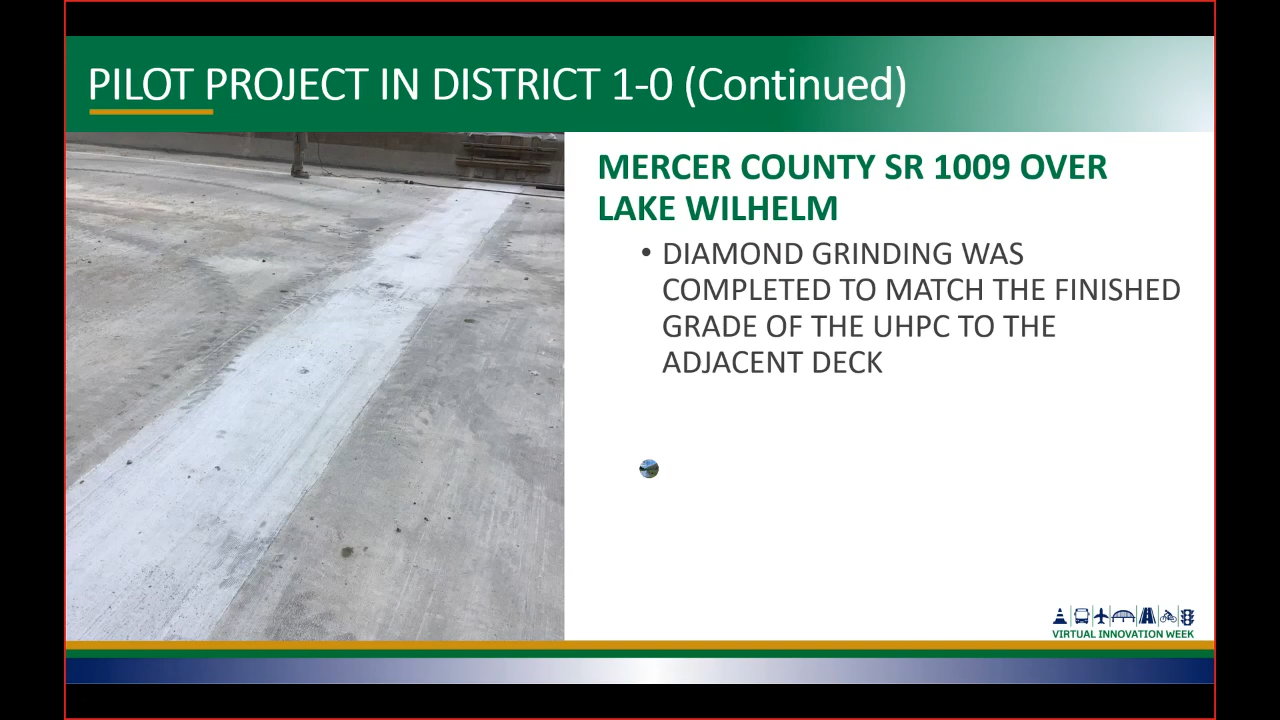 PILOT PROJECT IN DISTRICT 1-0 (Continued)
MERCER COUNTY SR 1009 OVER
LAKE WILHELM
• DIAMOND GRINDING WAS
COMPLETED TO MATCH THE FINISHED
GRADE OF THE UHPC TO THE
ADJACENT DECK
VIRTUAL INNOVATION WEEK